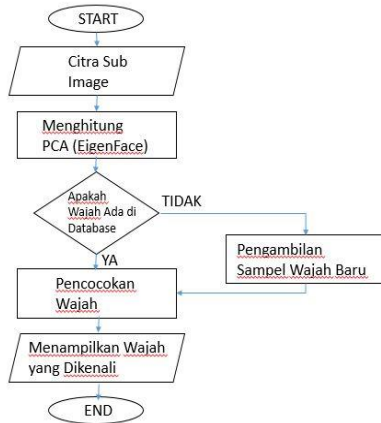 START
Citra Sub
Image
Menghitung
PCA (EigenFace)
Apakah
Wajah Ada di
Database
TIDAK
YA
Pengambilan
Sampel Wajah Baru
Pencocokan
Wajah
Menampilkan Wajah
yang Dikenali
END